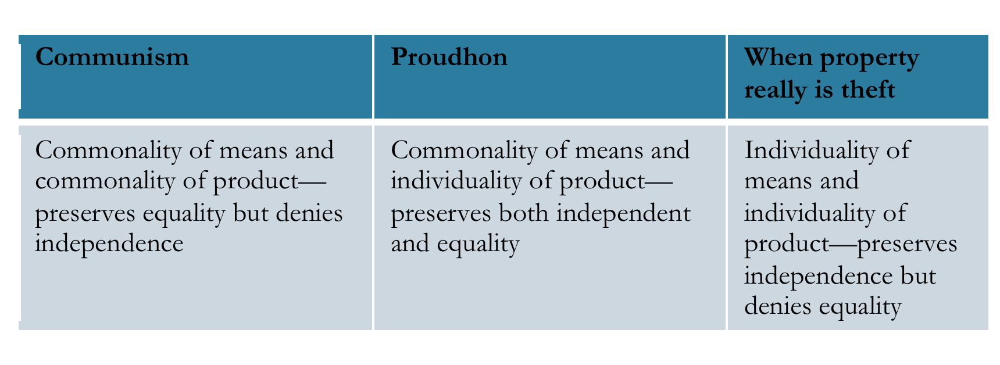 Communism
Proudhon
When property
really is theft
Commonality of means and
commonality of product—
preserves equality but denies
independence
Commonality of means and
individuality of product—
preserves both independent
and equality
Individuality of
means and
individuality of
product—preserves
independence but
denies equality